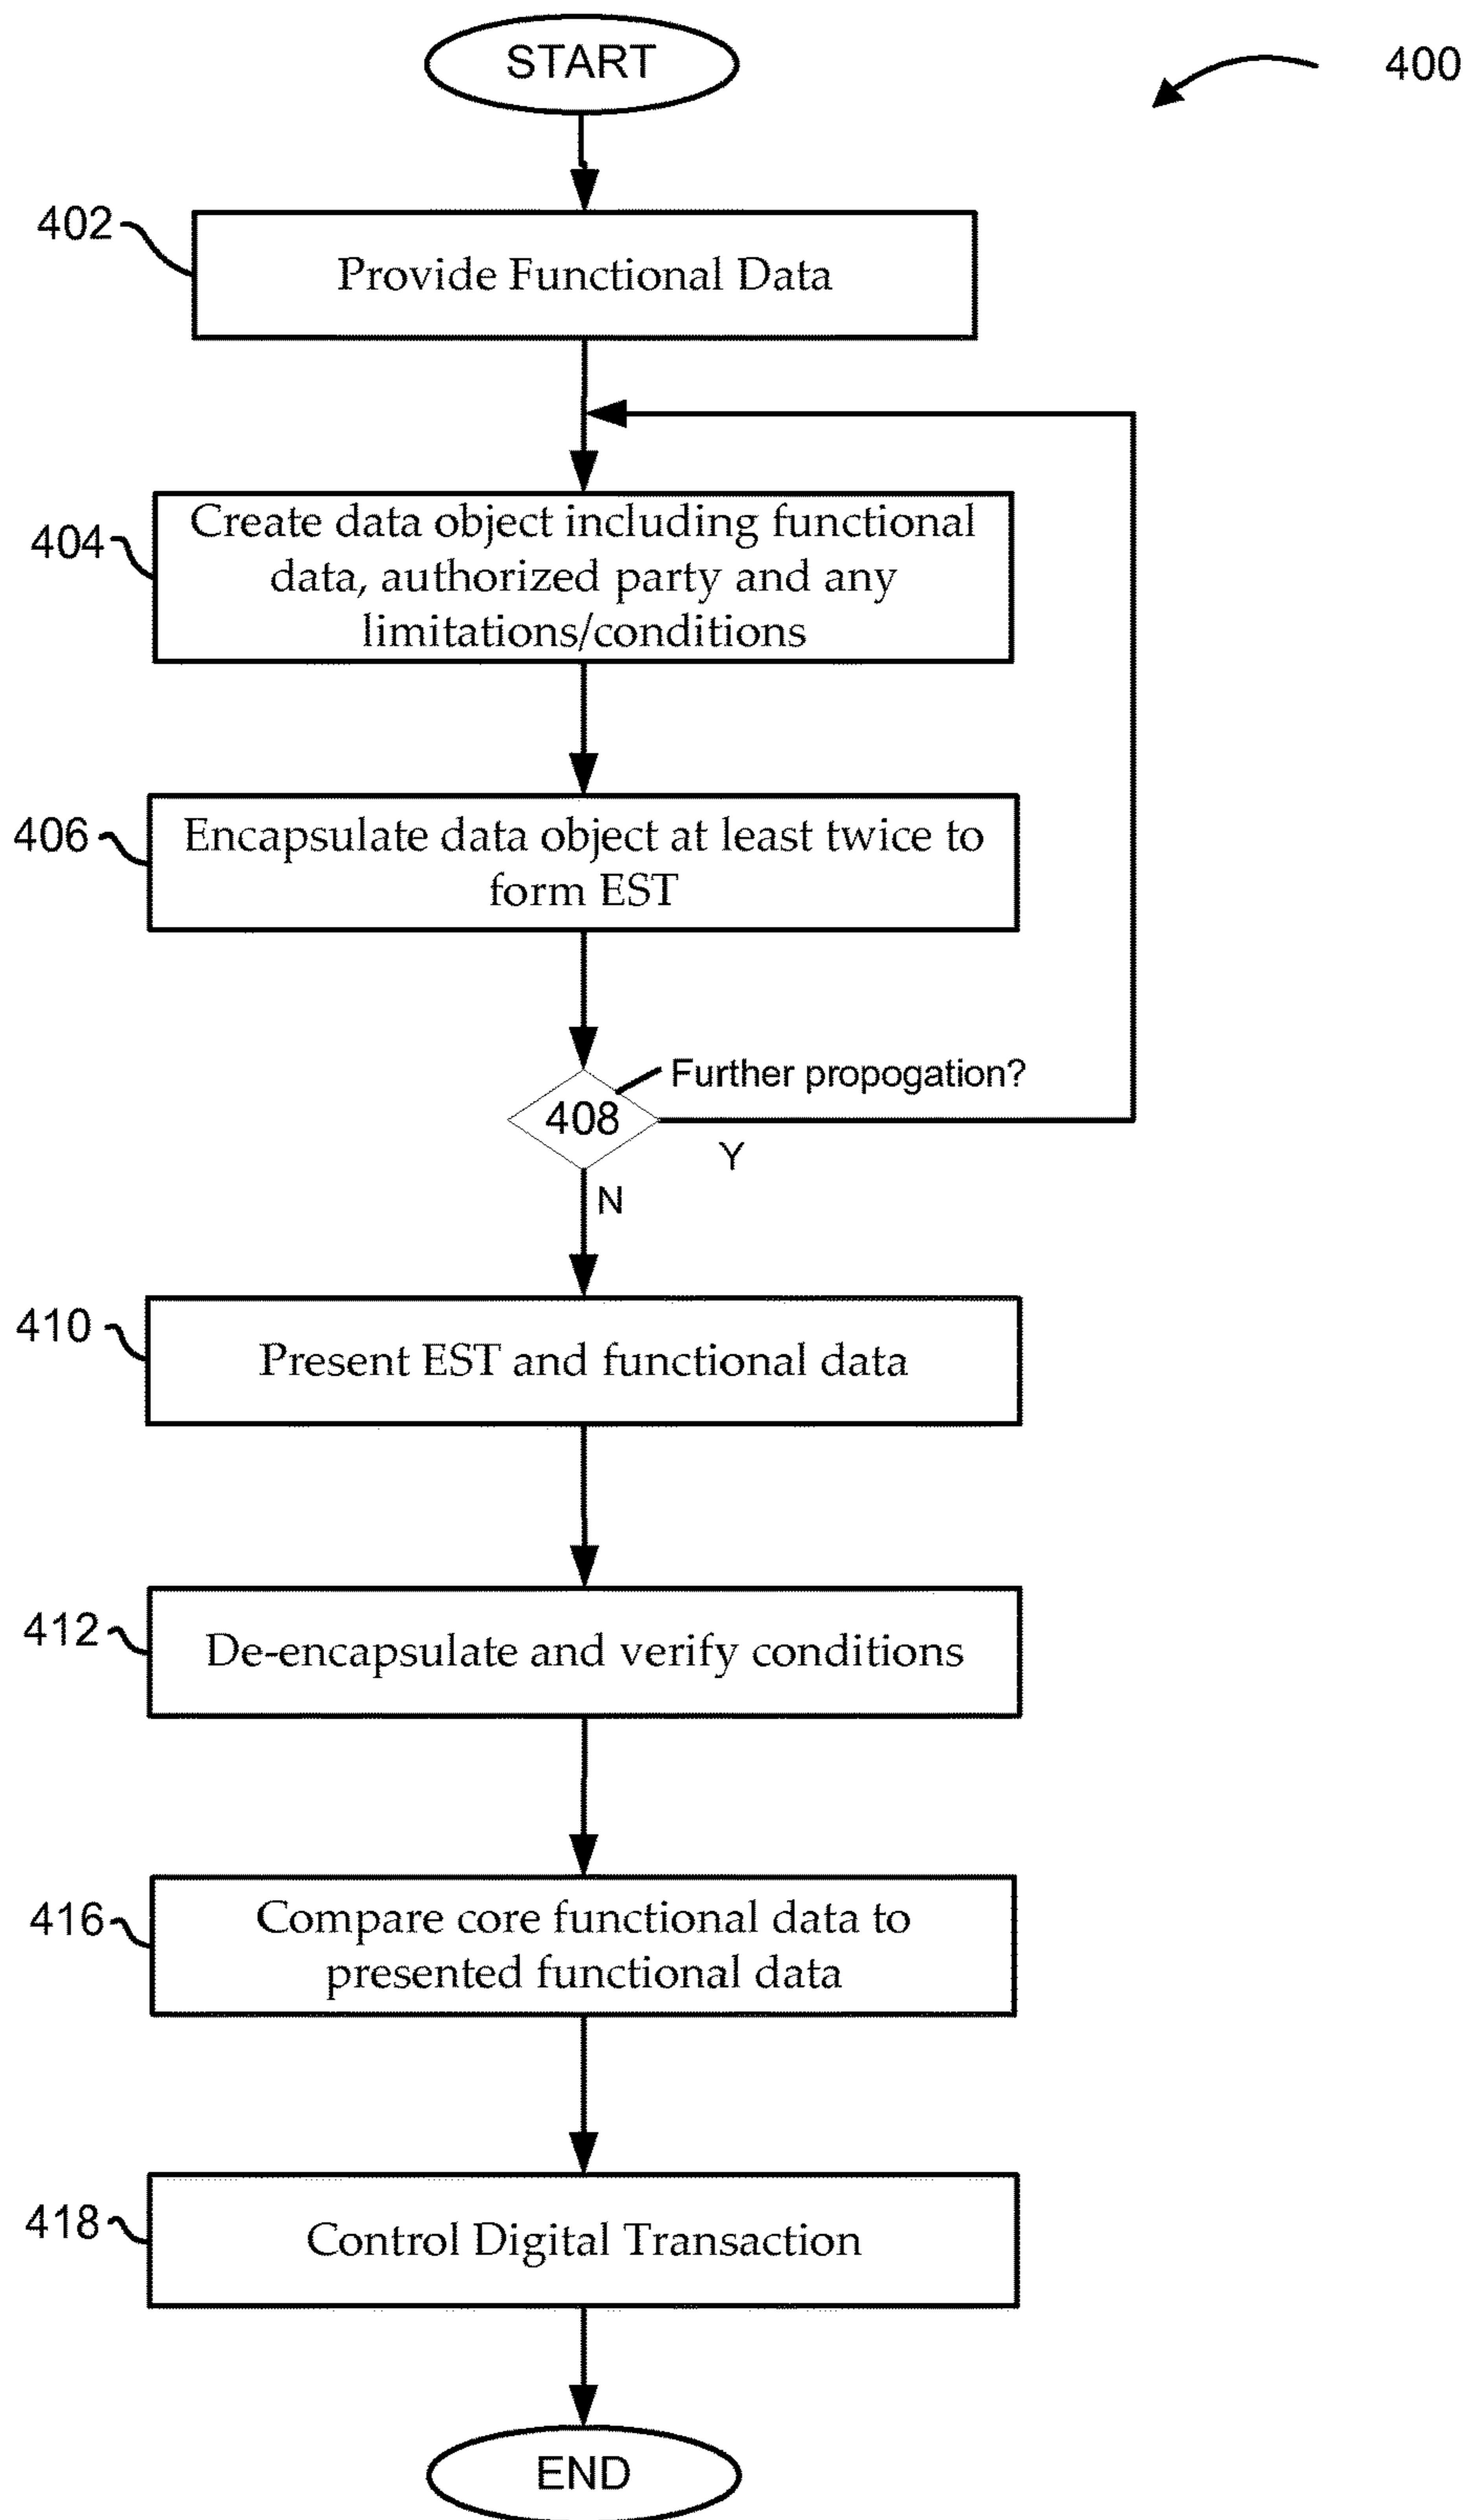 START
400
402
Provide Functional Data
404
Create data object including functional
data, authorized party and any
limitations/conditions
406
Encapsulate data object at least twice to
form EST
Further propogation?
408
Y
N
410
Present EST and functional data
412
De-encapsulate and verify conditions
416
Compare core functional data to
presented functional data
418
Control Digital Transaction
END